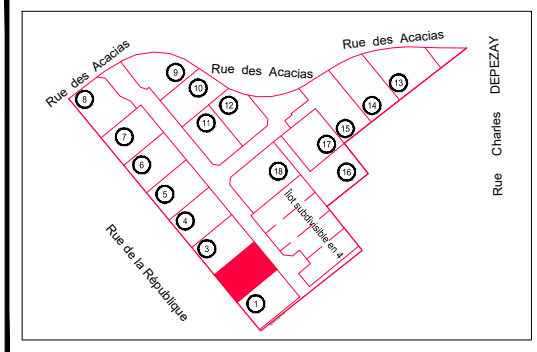 Rue des Acacias
Rue des Acacias
Rue des Acacias
Rue Charles DEPEZAY
Rue de la République
Îlot subdivisible en 4
8
9
10
11
12
13
14
15
17
16
18
7
6
5
4
3
1